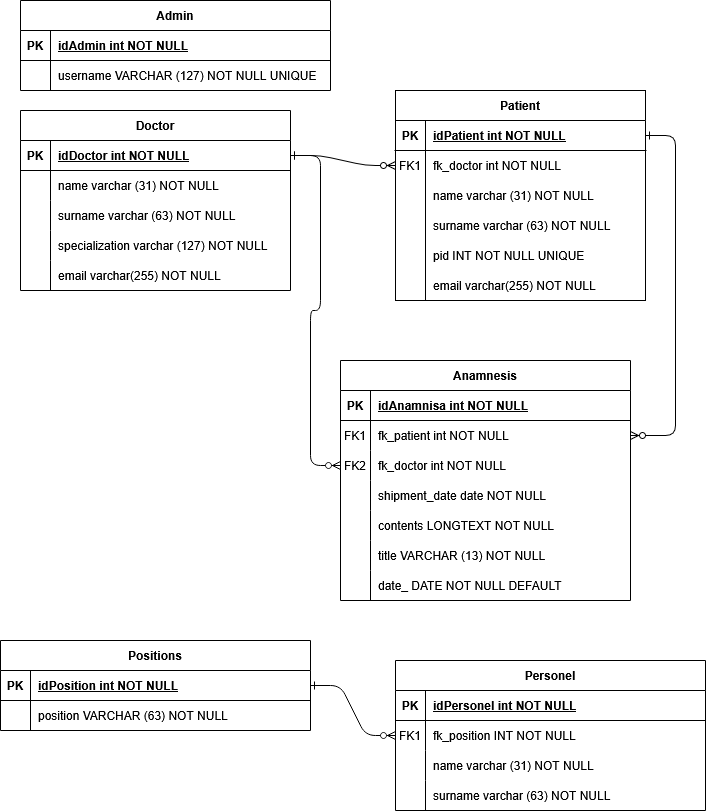 Admin
PK idAdmin int NOT NULL
username VARCHAR (127) NOT NULL UNIQUE
Doctor
PK idDoctor int NOT NULL
name varchar (31) NOT NULL
surname varchar (63) NOT NULL
specialization varchar (127) NOT NULL
email varchar(255) NOT NULL
Patient
PK idPatient int NOT NULL
FK1 fk_doctor int NOT NULL
name varchar (31) NOT NULL
surname varchar (63) NOT NULL
pid INT NOT NULL UNIQUE
email varchar(255) NOT NULL
Anamnesis
PK idAnamnisa int NOT NULL
FK1 fk_patient int NOT NULL
FK2 fk_doctor int NOT NULL
shipment_date date NOT NULL
contents LONGTEXT NOT NULL
title VARCHAR (13) NOT NULL
date_ DATE NOT NULL DEFAULT
Positions
PK idPosition int NOT NULL
position VARCHAR (63) NOT NULL
Personel
PK idPersonel int NOT NULL
FK1 fk_position INT NOT NULL
name varchar (31) NOT NULL
surname varchar (63) NOT NULL